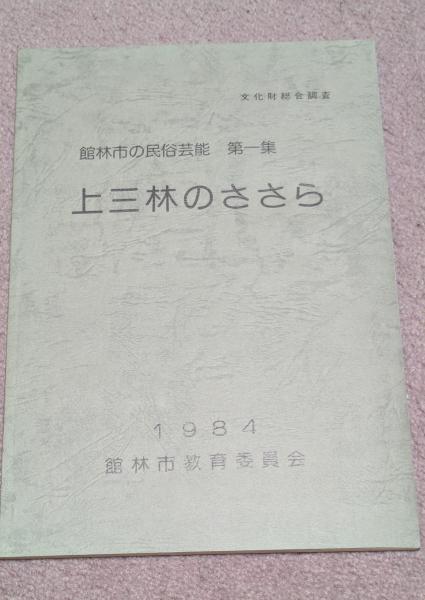 文化財総合調査
館林市の民俗芸能 第一集
上三林のささら
1984
館林市教育委員会